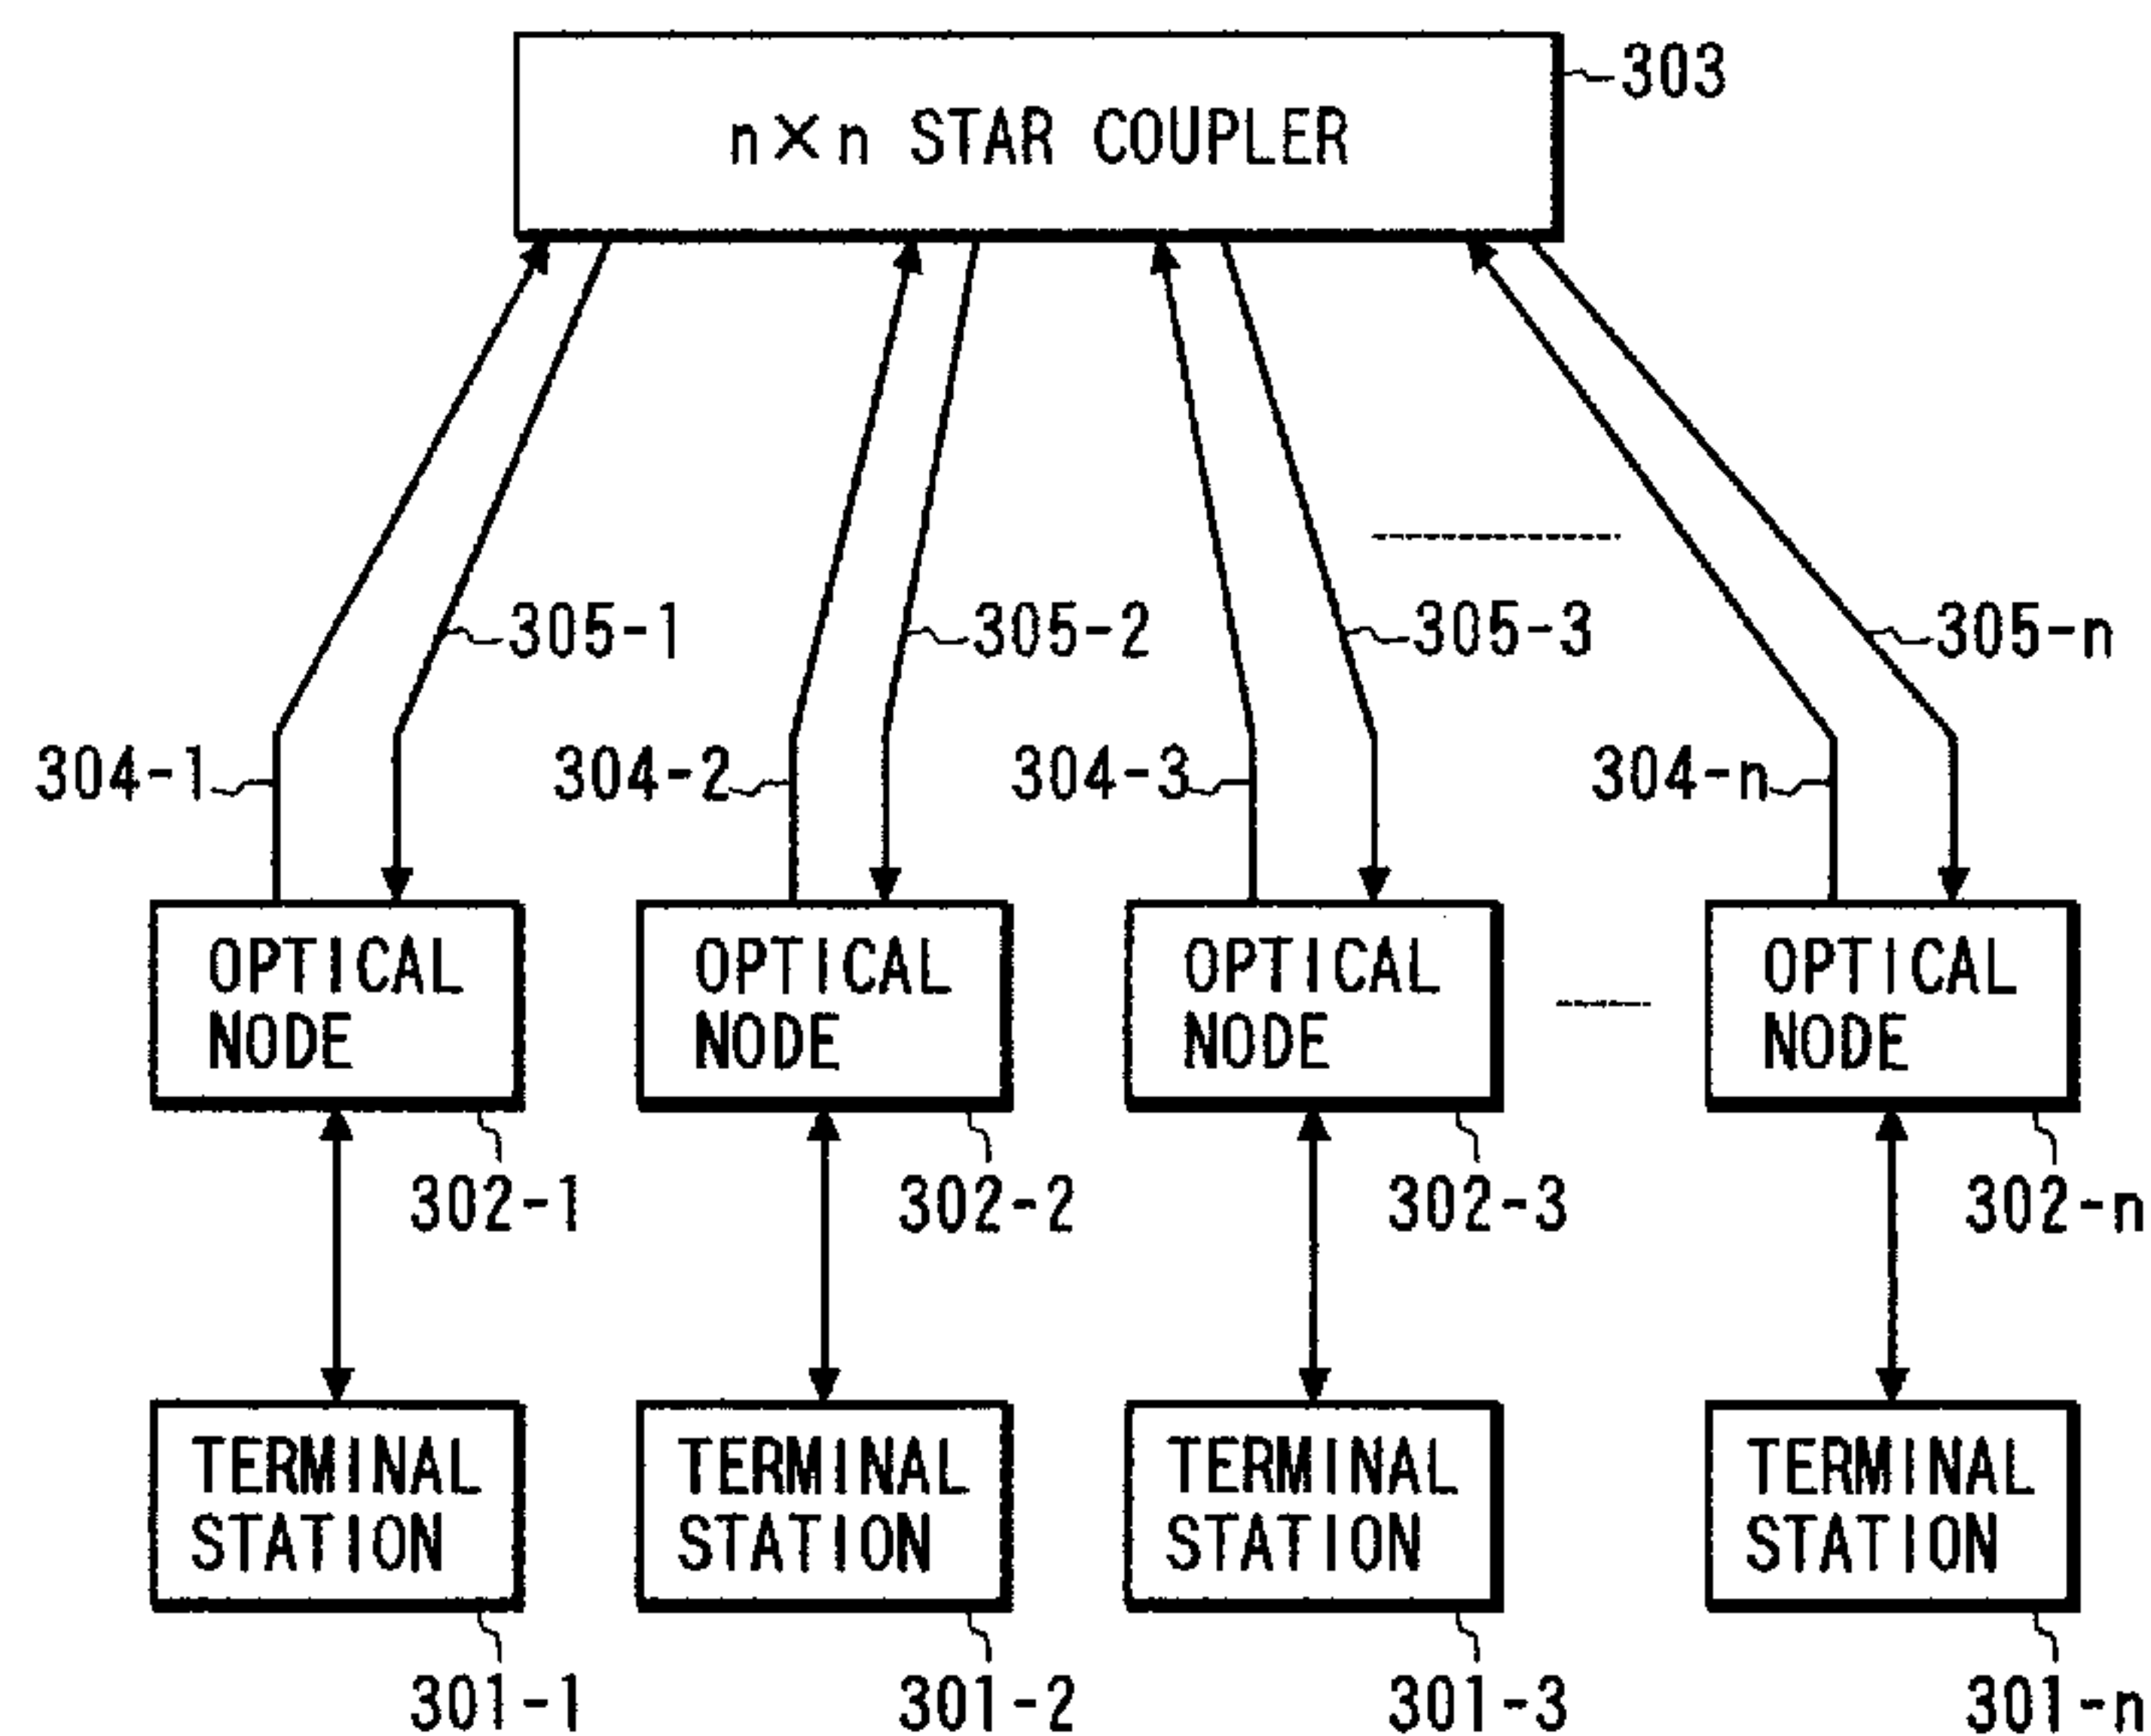 303
n×n STAR COUPLER
305-1
305-2
305-3
305-n
304-1
304-2
304-3
304-n
OPTICAL
NODE
OPTICAL
NODE
OPTICAL
NODE
OPTICAL
NODE
302-1
302-2
302-3
302-n
TERMINAL
STATION
TERMINAL
STATION
TERMINAL
STATION
TERMINAL
STATION
301-1
301-2
301-3
301-n